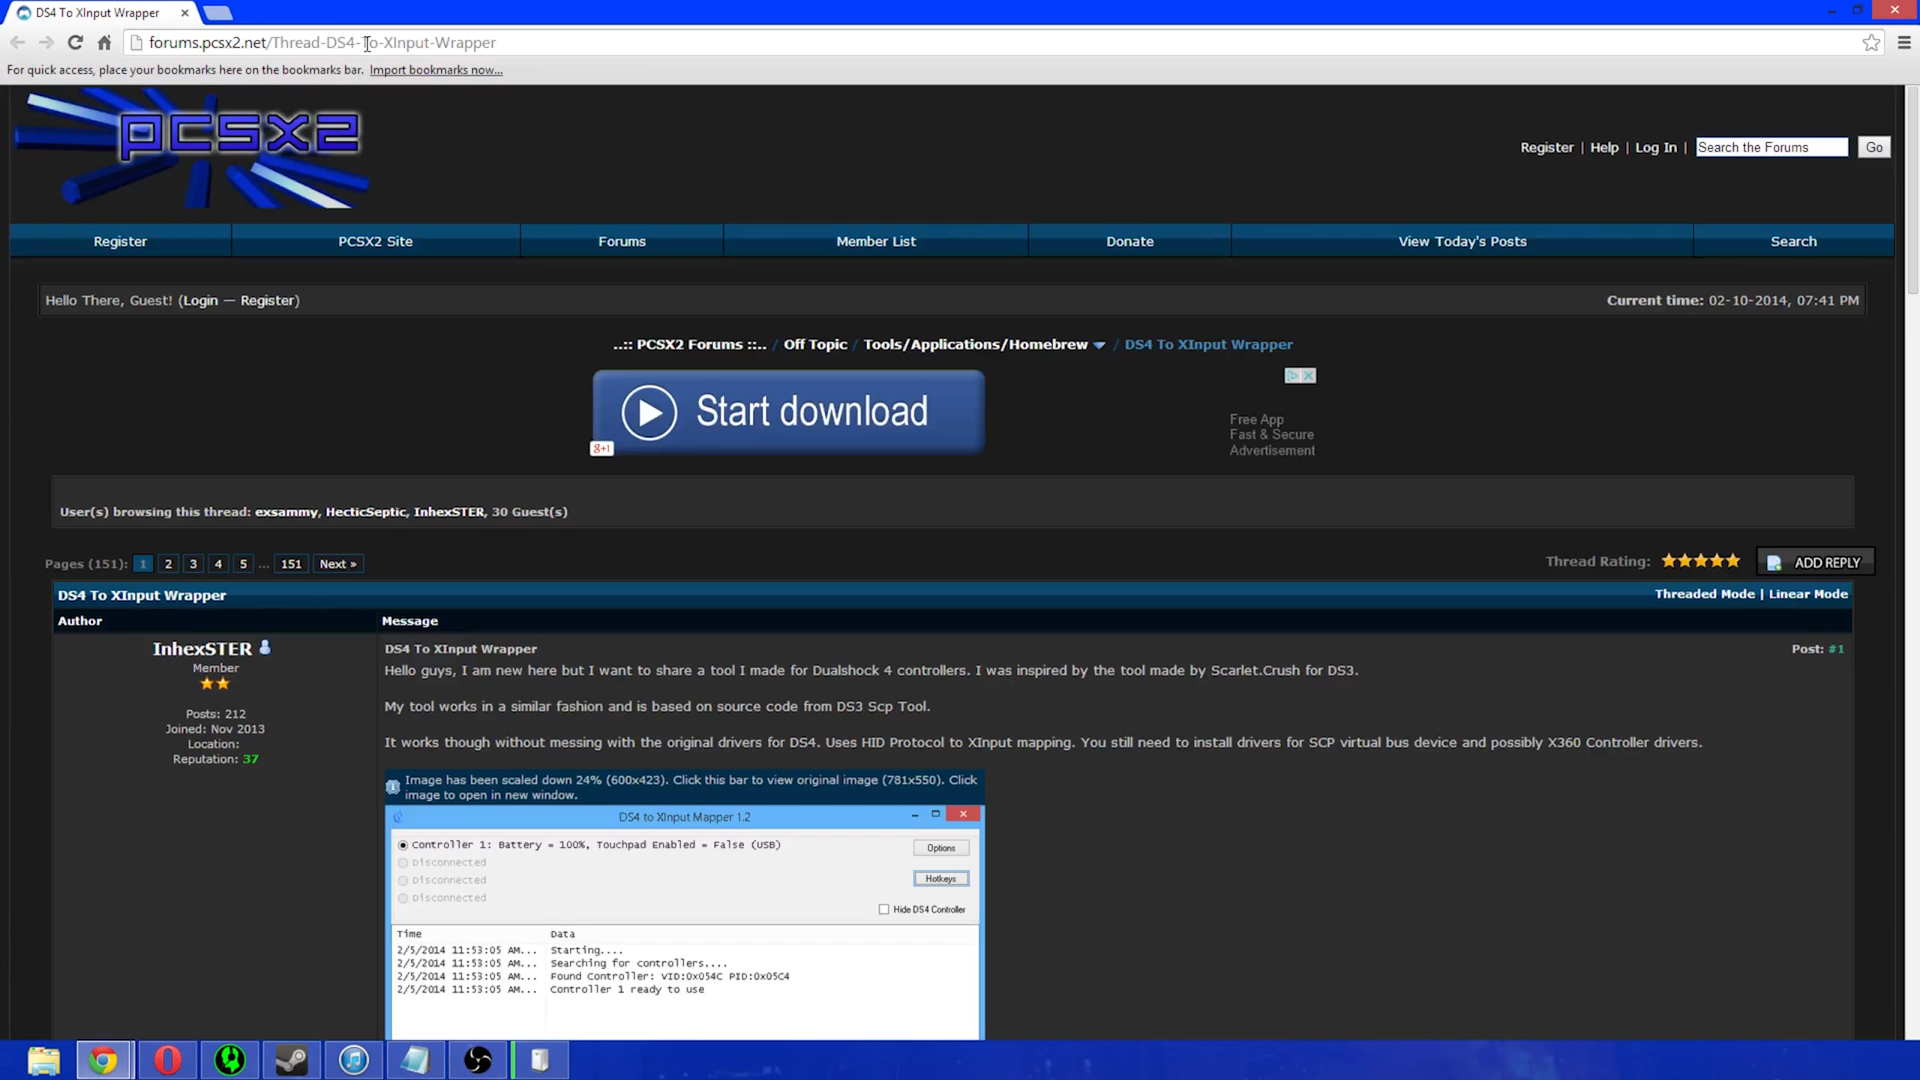 DS4 To XInput Wrapper
forums.pcsx2.net/Thread-DS4-To-XInput-Wrapper
For quick access, place your bookmarks here on the bookmarks bar. Import bookmarks now...
PCSX2
Register | Help | Log In | Search the Forums Go
Register PCSX2 Site Forums Member List Donate View Today's Posts Search
Hello There, Guest! (Login — Register) Current time: 02-10-2014, 07:41 PM
..:: PCSX2 Forums ::.. / Off Topic / Tools/Applications/Homebrew / DS4 To XInput Wrapper
Start download
g+1
Free App
Fast & Secure
Advertisement
User(s) browsing this thread: exsammy, HecticSeptic, InhexSTER, 30 Guest(s)
Pages (151): 1 2 3 4 5 ... 151 Next » Thread Rating: ADD REPLY
DS4 To XInput Wrapper Threaded Mode | Linear Mode
Author Message
InhexSTER
Member
Posts: 212
Joined: Nov 2013
Location:
Reputation: 37
DS4 To XInput Wrapper Post: #1
Hello guys, I am new here but I want to share a tool I made for Dualshock 4 controllers. I was inspired by the tool made by Scarlet.Crush for DS3.
My tool works in a similar fashion and is based on source code from DS3 Scp Tool.
It works though without messing with the original drivers for DS4. Uses HID Protocol to XInput mapping. You still need to install drivers for SCP virtual bus device and possibly X360 Controller drivers.
Image has been scaled down 24% (600x423). Click this bar to view original image (781x550). Click
image to open in new window.
DS4 to XInput Mapper 1.2
Controller 1: Battery = 100%, Touchpad Enabled = False (USB) Options
Disconnected
Disconnected Hotkeys
Disconnected
Hide DS4 Controller
Time Data
2/5/2014 11:53:05 AM... Starting....
2/5/2014 11:53:05 AM... Searching for controllers....
2/5/2014 11:53:05 AM... Found Controller: VID:0x054C PID:0x05C4
2/5/2014 11:53:05 AM... Controller 1 ready to use